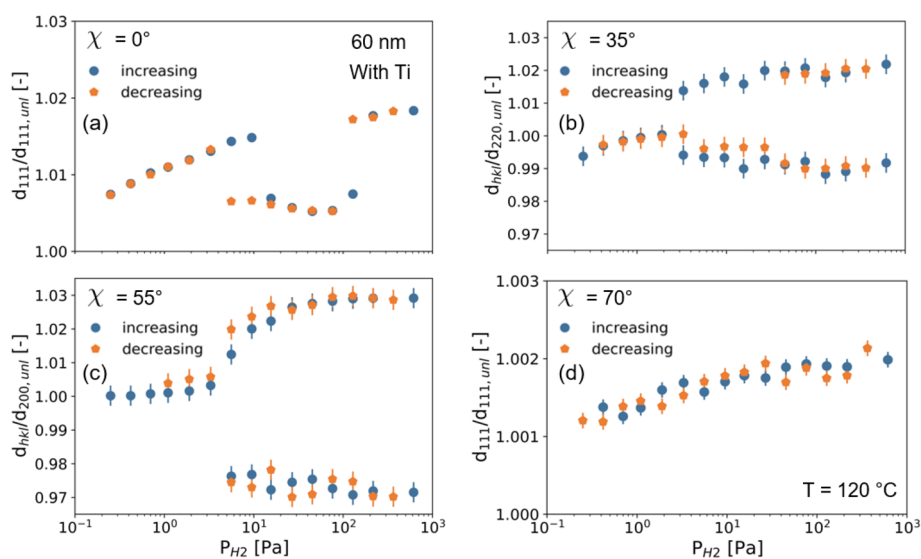 1.03
1.02
1.01
1.00
d111/d111,unl [-]
χ = 0°
60 nm
With Ti
increasing
decreasing
(a)
1.03
1.02
1.01
1.00
0.99
0.98
0.97
dhkl/d220,unl [-]
χ = 35°
increasing
decreasing
(b)
1.03
1.02
1.01
1.00
0.99
0.98
0.97
dhkl/d200,unl [-]
χ = 55°
increasing
decreasing
(c)
10⁻¹ 10⁰ 10¹ 10² 10³
PH2 [Pa]
1.003
1.002
1.001
1.000
d111/d111,unl [-]
χ = 70°
increasing
decreasing
(d)
T = 120 °C
10⁻¹ 10⁰ 10¹ 10² 10³
PH2 [Pa]